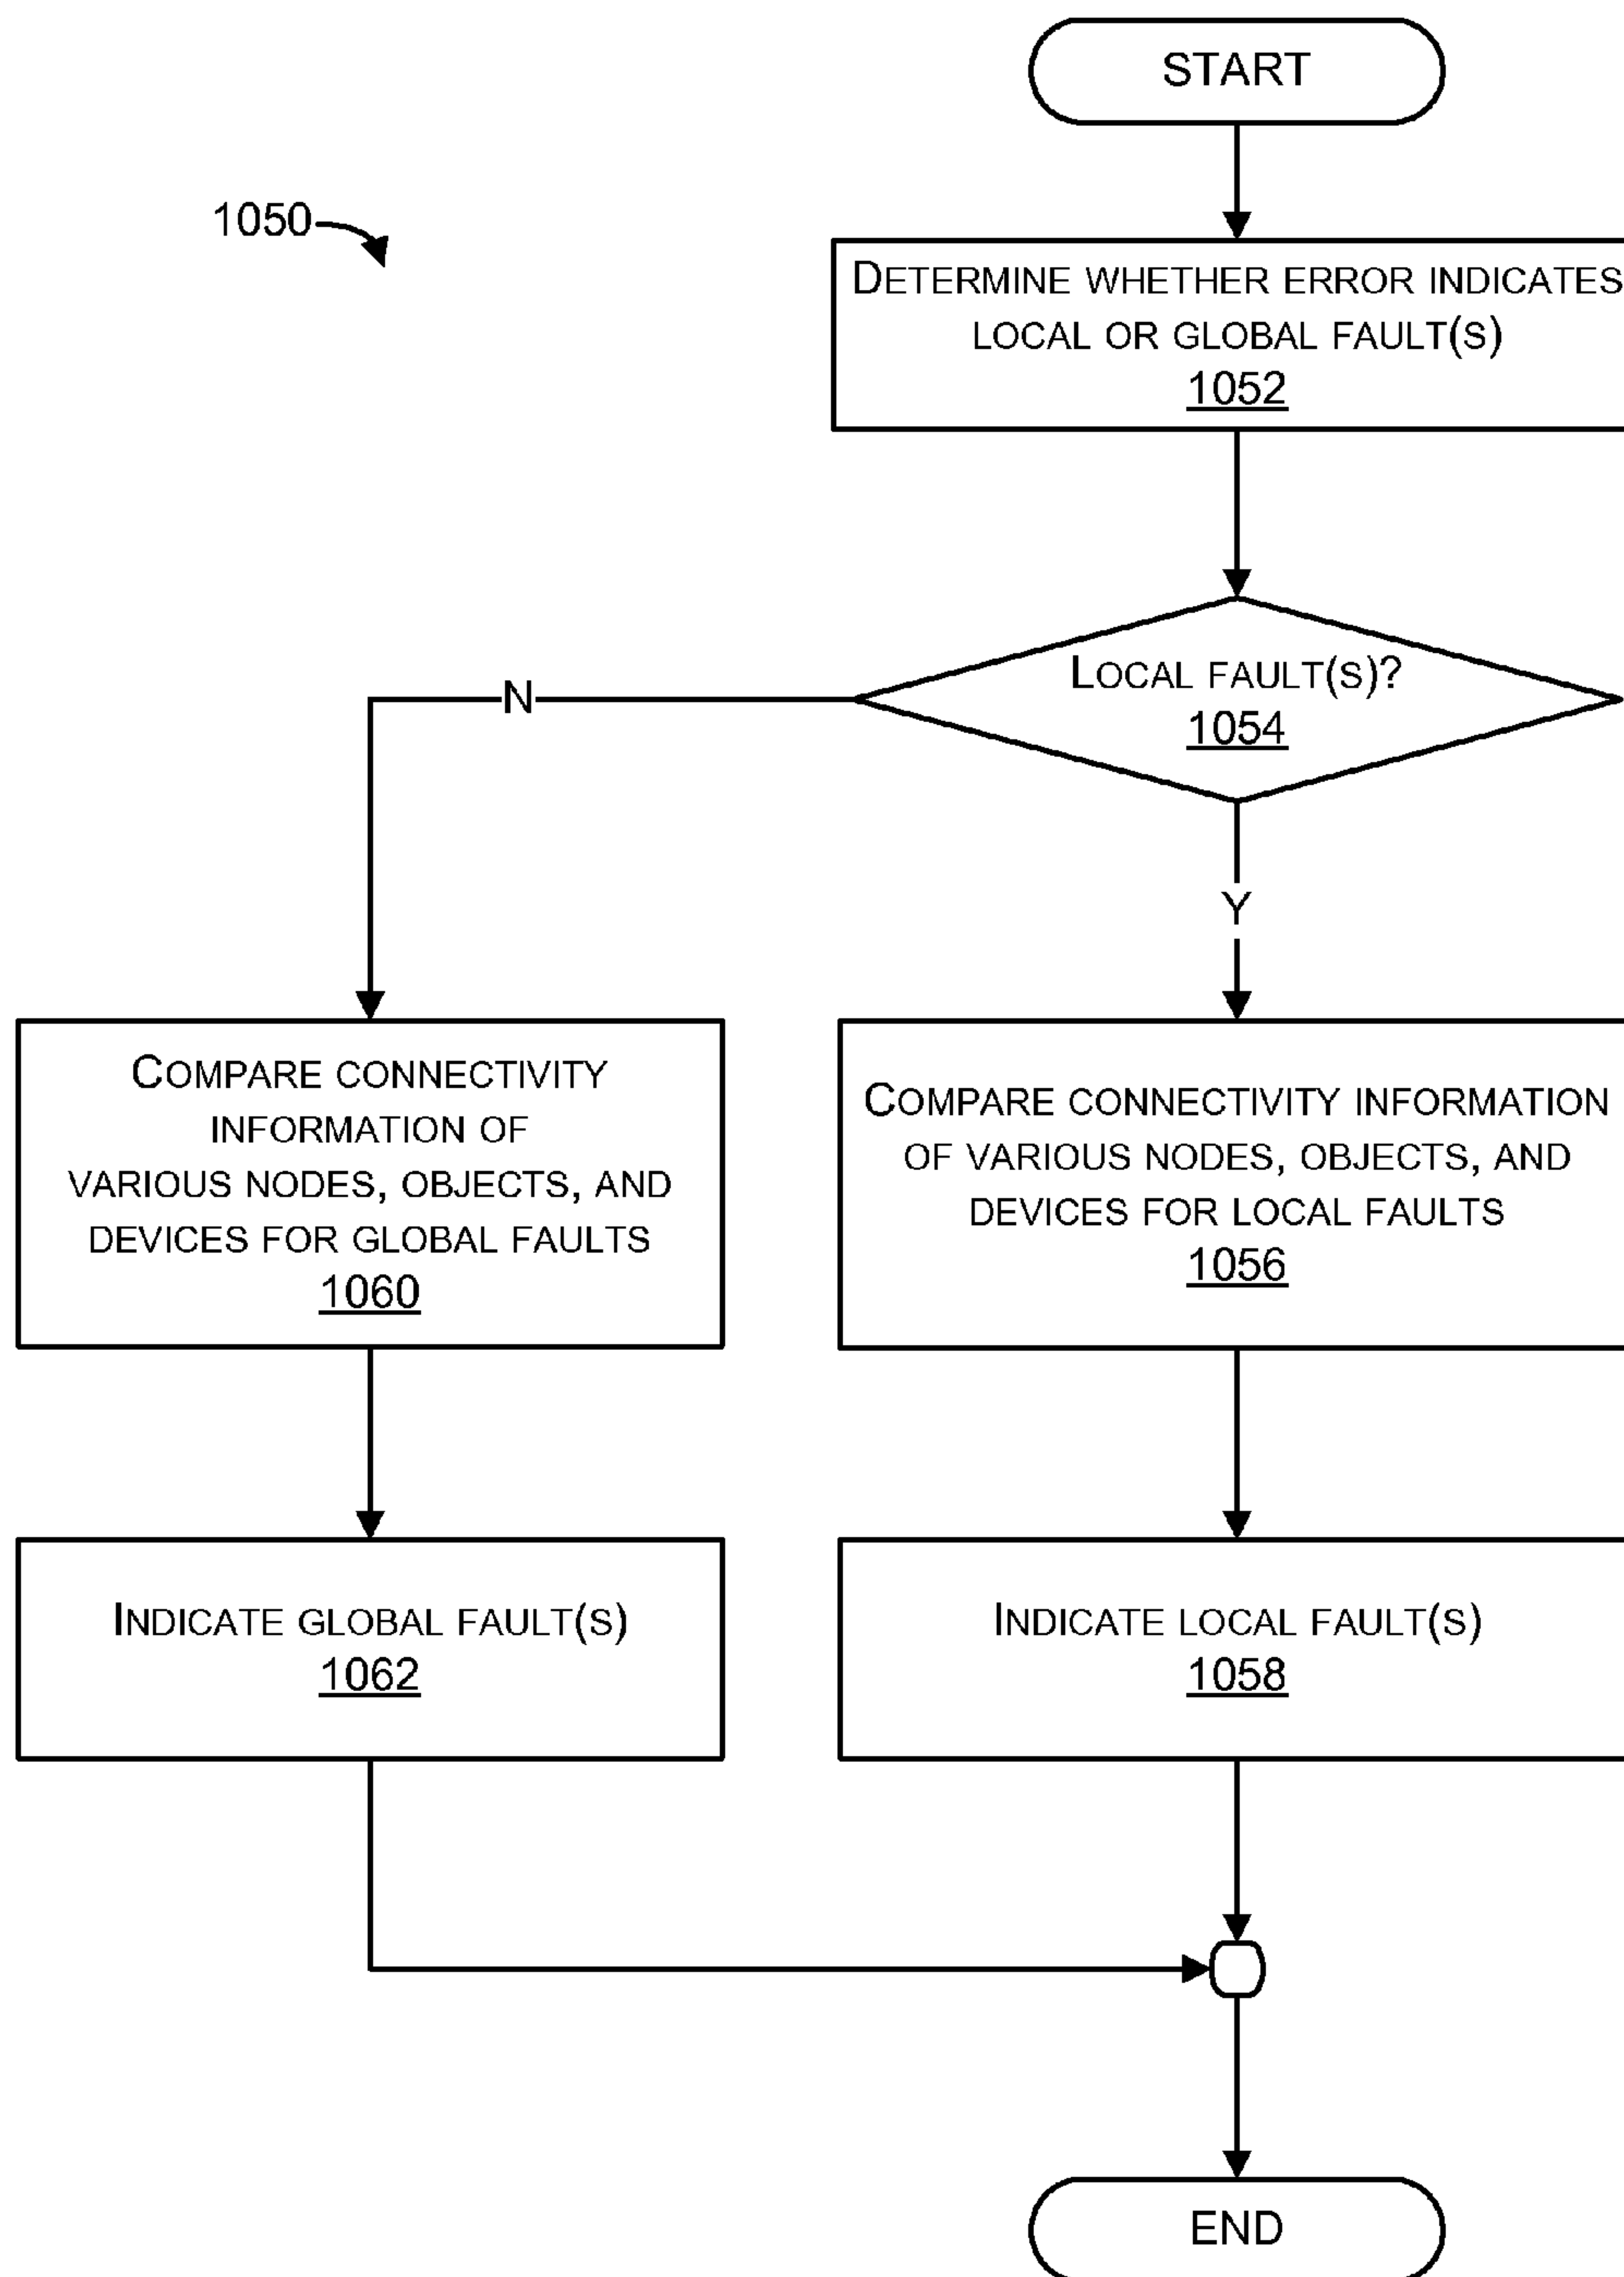 START
1050
DETERMINE WHETHER ERROR INDICATES
LOCAL OR GLOBAL FAULT(S)
1052
LOCAL FAULT(S)?
1054
N
Y
COMPARE CONNECTIVITY
INFORMATION OF
VARIOUS NODES, OBJECTS, AND
DEVICES FOR GLOBAL FAULTS
1060
COMPARE CONNECTIVITY INFORMATION
OF VARIOUS NODES, OBJECTS, AND
DEVICES FOR LOCAL FAULTS
1056
INDICATE GLOBAL FAULT(S)
1062
INDICATE LOCAL FAULT(S)
1058
END